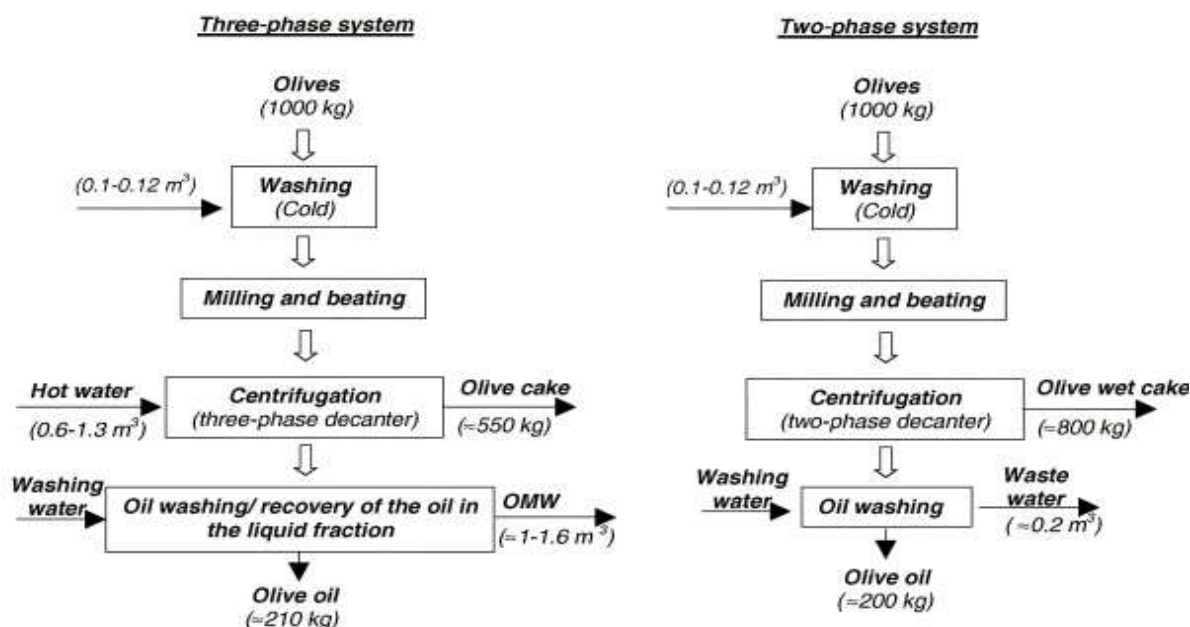 Three-phase system
Olives
(1000 kg)
(0.1-0.12 m³)
Washing
(Cold)
Milling and beating
Hot water
(0.6-1.3 m³)
Centrifugation
(three-phase decanter)
Olive cake
(≈550 kg)
Washing
water
Oil washing/ recovery of the oil in
the liquid fraction
OMW
(≈1-1.6 m³)
Olive oil
(≈210 kg)
Two-phase system
Olives
(1000 kg)
(0.1-0.12 m³)
Washing
(Cold)
Milling and beating
Centrifugation
(two-phase decanter)
Olive wet cake
(≈800 kg)
Washing
water
Oil washing
Waste
water
(≈0.2 m³)
Olive oil
(≈200 kg)